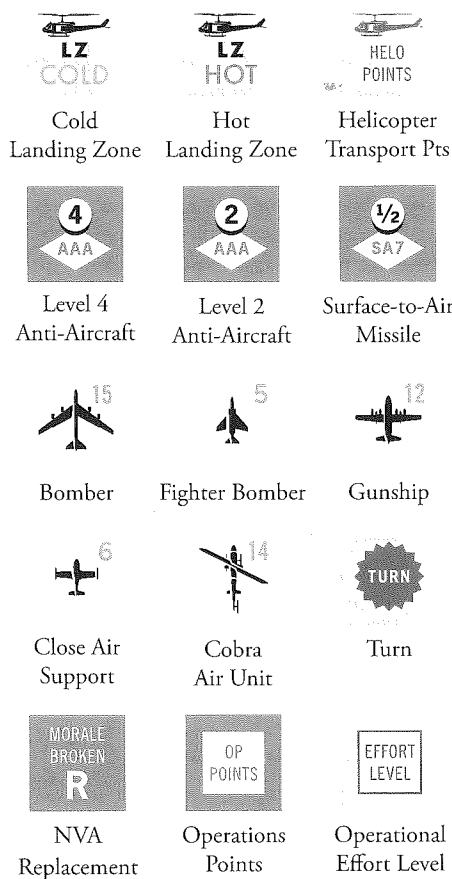 LZ
COLD
LZ
HOT
HELO
POINTS
Cold
Landing Zone
Hot
Landing Zone
Helicopter
Transport Pts
4
AAA
2
AAA
½
SA7
Level 4
Anti-Aircraft
Level 2
Anti-Aircraft
Surface-to-Air
Missile
15
5
12
Bomber
Fighter Bomber
Gunship
6
14
TURN
Close Air
Support
Cobra
Air Unit
Turn
MORALE
BROKEN
R
OP
POINTS
EFFORT
LEVEL
NVA
Replacement
Operations
Points
Operational
Effort Level